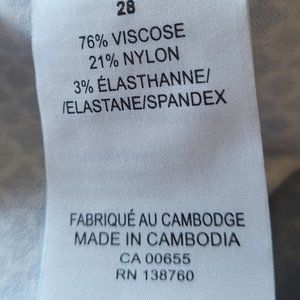 28
76% VISCOSE
21% NYLON
3% ÉLASTHANNE/
/ELASTANE/SPANDEX
FABRIQUÉ AU CAMBODGE
MADE IN CAMBODIA
CA 00655
RN 138760